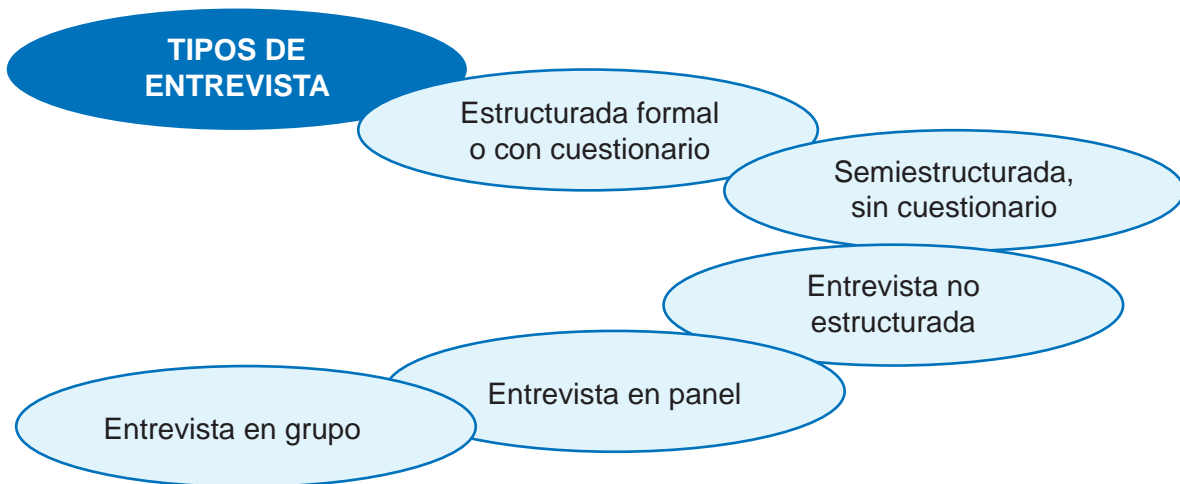 TIPOS DE
ENTREVISTA
Estructurada formal
o con cuestionario
Semiestructurada,
sin cuestionario
Entrevista no
estructurada
Entrevista en panel
Entrevista en grupo